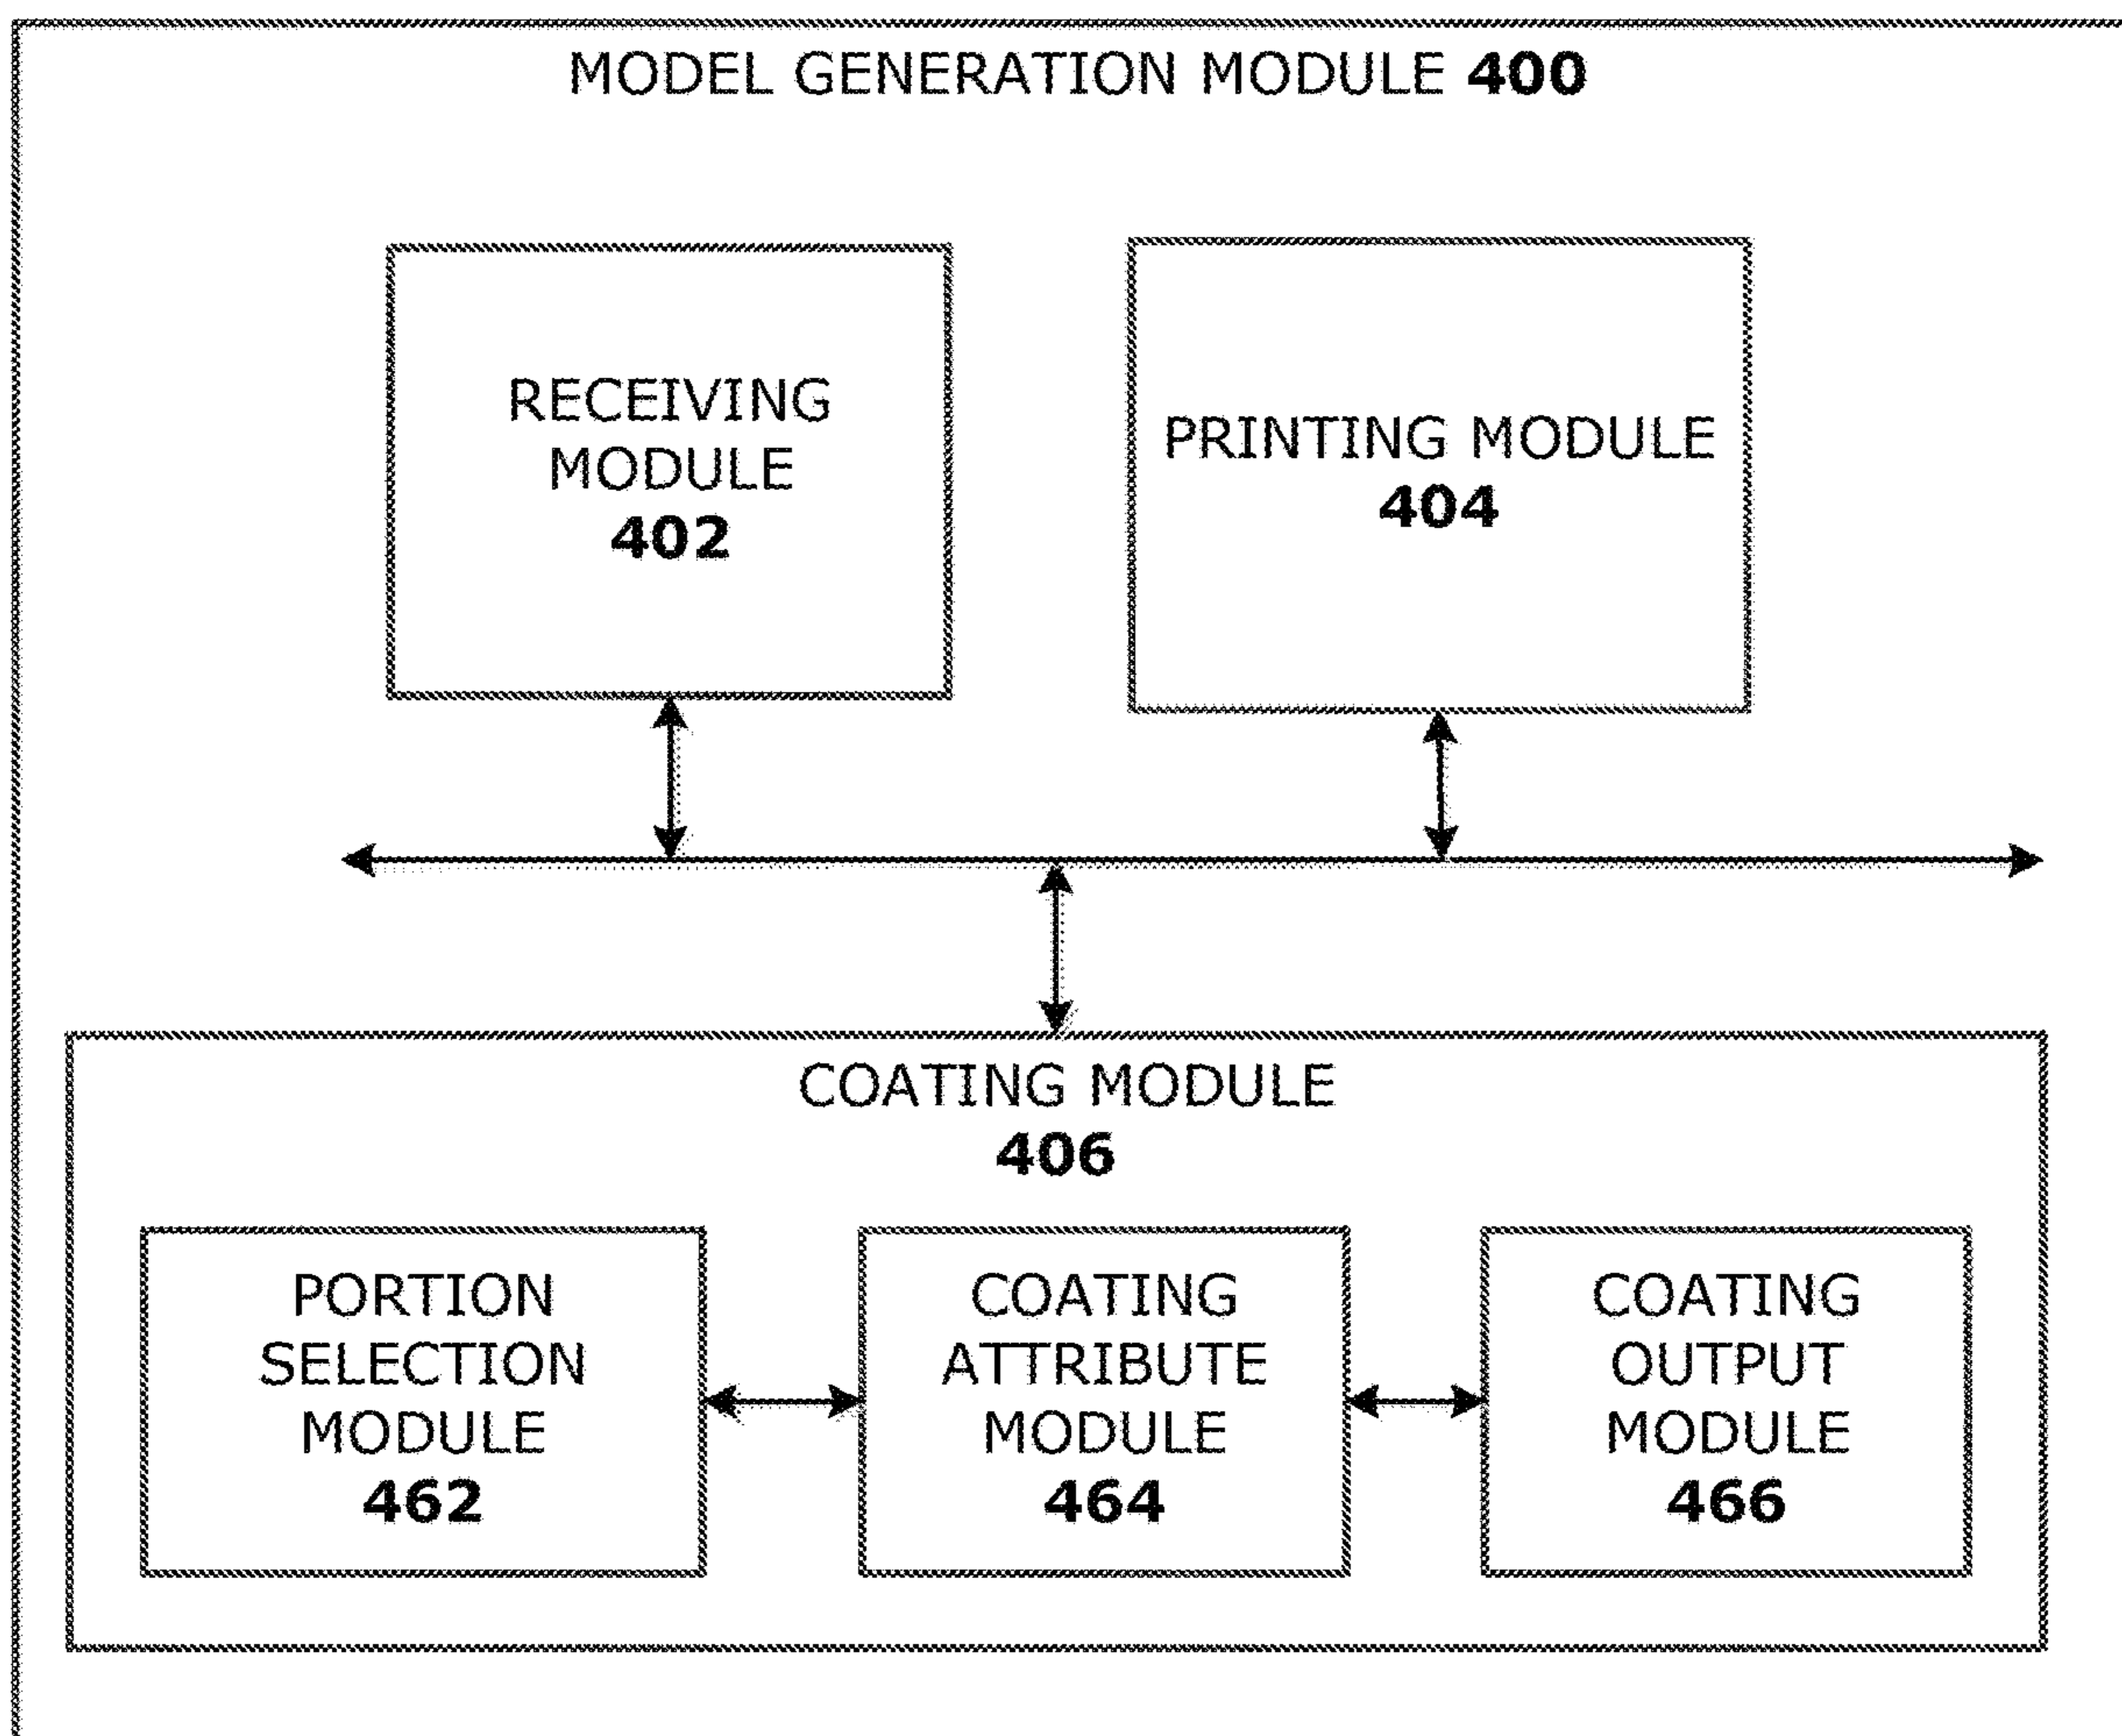 MODEL GENERATION MODULE 400
RECEIVING
MODULE
402
PRINTING MODULE
404
COATING MODULE
406
PORTION
SELECTION
MODULE
462
COATING
ATTRIBUTE
MODULE
464
COATING
OUTPUT
MODULE
466